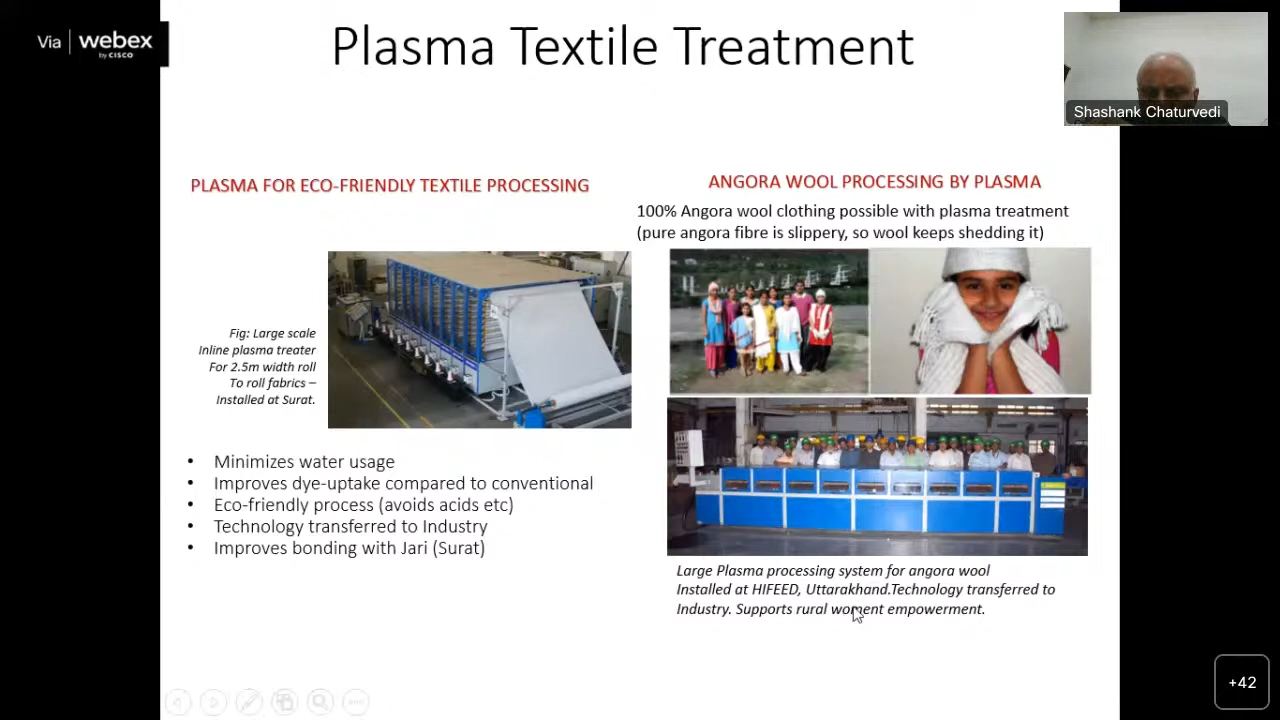 Via | webex
by CISCO
Plasma Textile Treatment
Shashank Chaturvedi
PLASMA FOR ECO-FRIENDLY TEXTILE PROCESSING
Fig: Large scale
Inline plasma treater
For 2.5m width roll
To roll fabrics –
Installed at Surat.
• Minimizes water usage
• Improves dye-uptake compared to conventional
• Eco-friendly process (avoids acids etc)
• Technology transferred to Industry
• Improves bonding with Jari (Surat)
ANGORA WOOL PROCESSING BY PLASMA
100% Angora wool clothing possible with plasma treatment
(pure angora fibre is slippery, so wool keeps shedding it)
Large Plasma processing system for angora wool
Installed at HIFEED, Uttarakhand.Technology transferred to
Industry. Supports rural woment empowerment.
+42